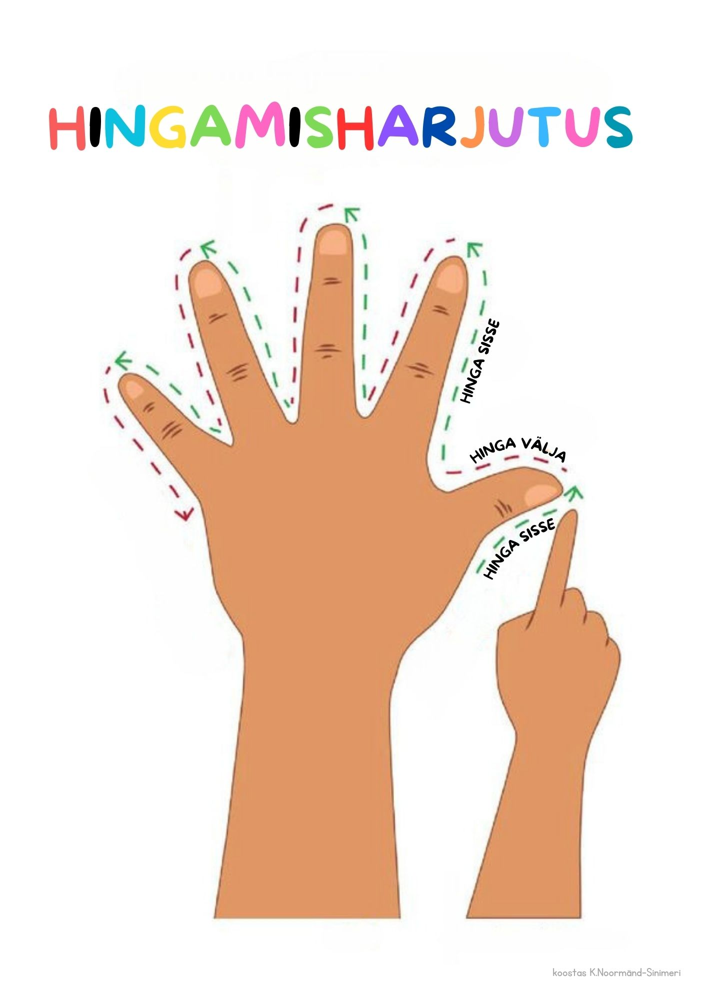 HINGAMISHARJUTUS
HINGA SISSE
HINGA VÄLJA
HINGA SISSE
koostas K.Noormänd-Sinimeri